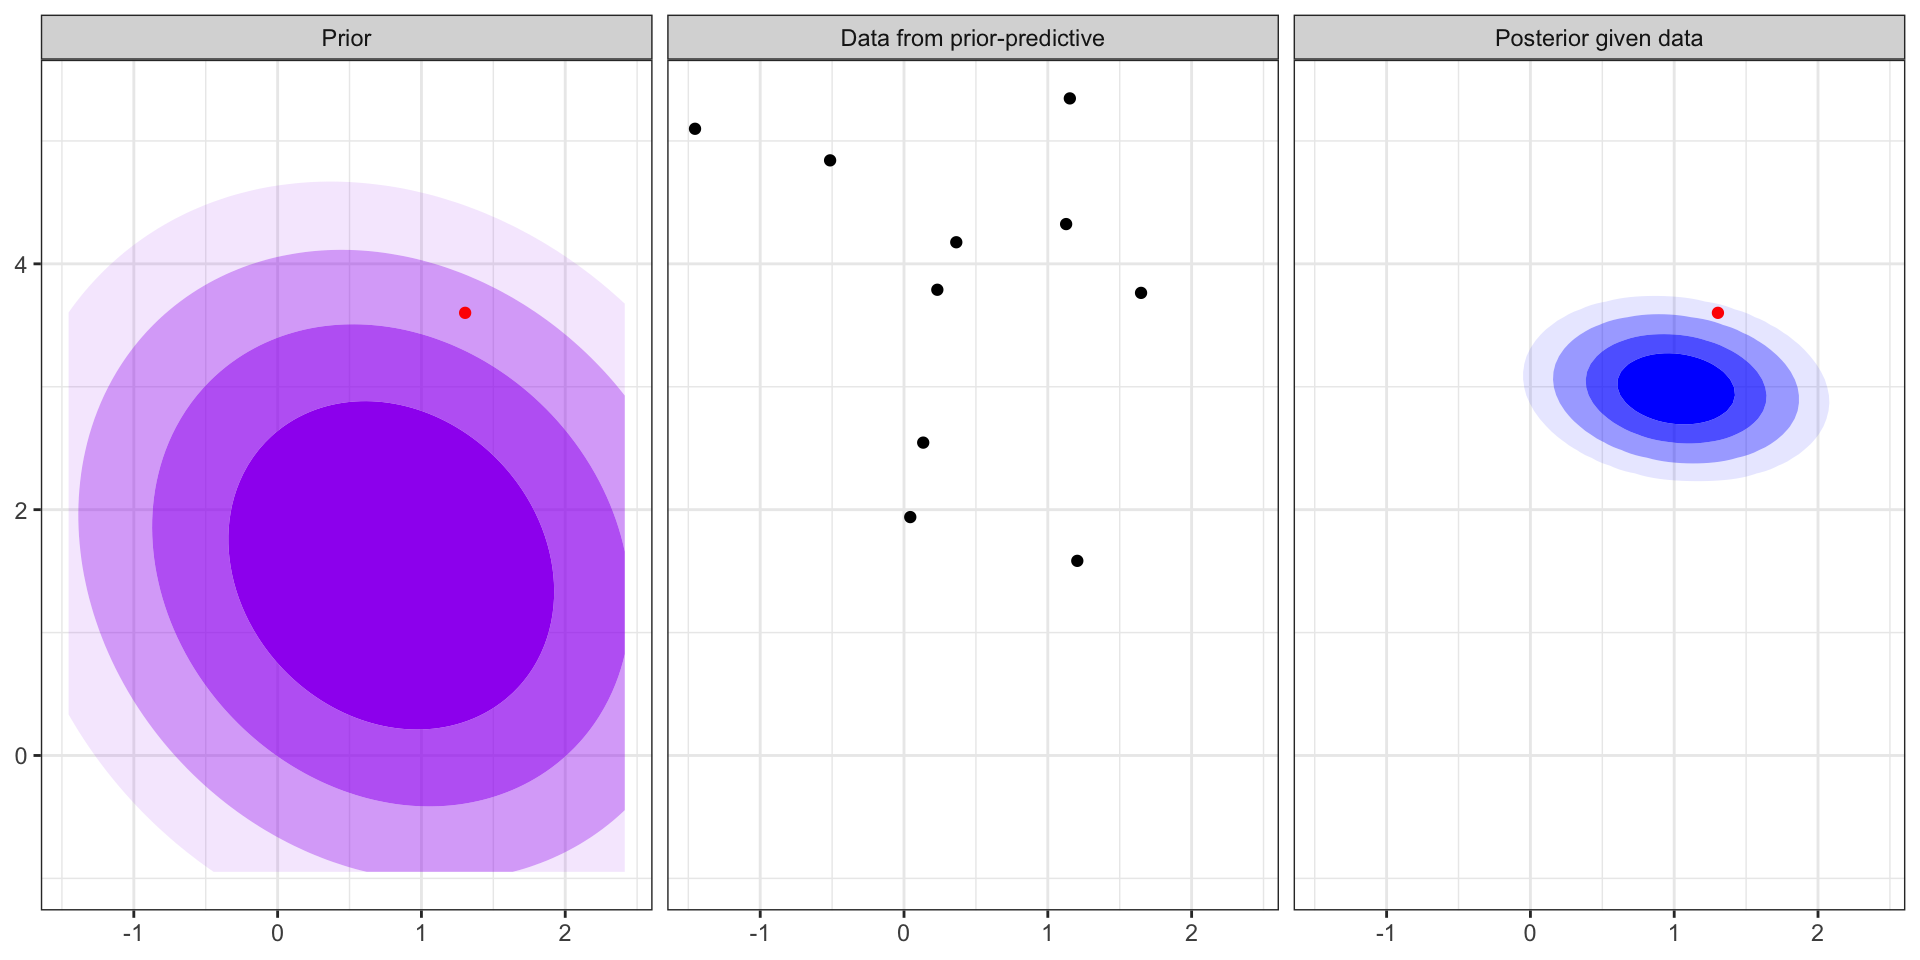 Prior
Data from prior-predictive
Posterior given data
4
2
0
-1 0 1 2
-1 0 1 2
-1 0 1 2